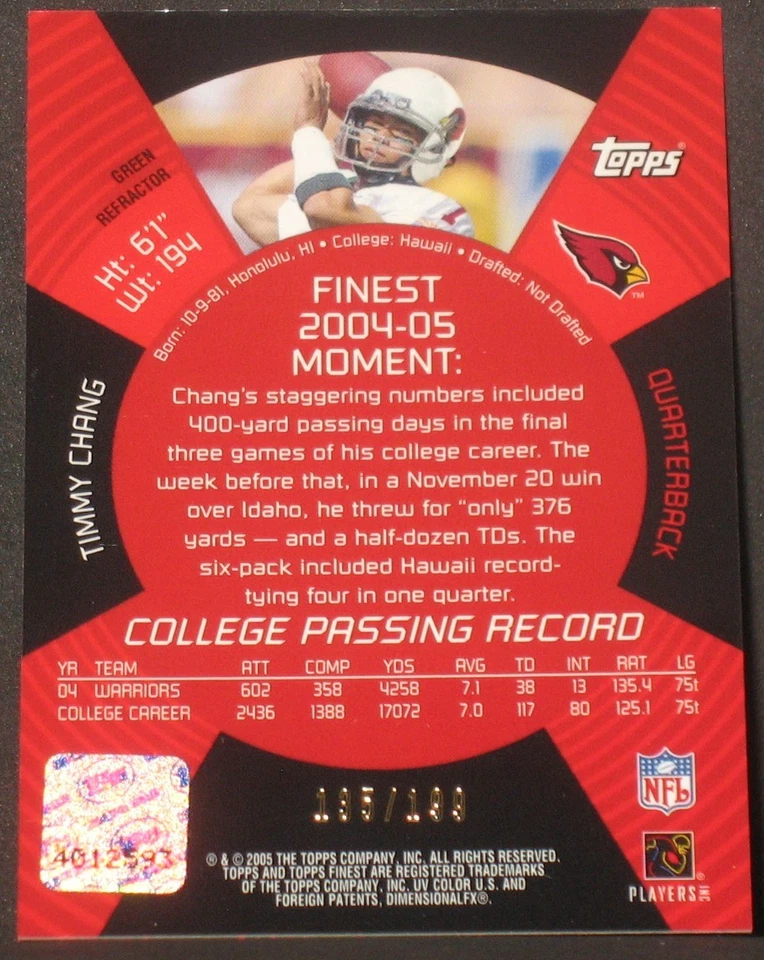 GREEN
REFRACTOR
Ht: 6'1"
Wt: 194
topps®
TM
Born: 10-9-81, Honolulu, HI • College: Hawaii • Drafted: Not Drafted
TIMMY CHANG
QUARTERBACK
FINEST
2004-05
MOMENT:
Chang's staggering numbers included
400-yard passing days in the final
three games of his college career. The
week before that, in a November 20 win
over Idaho, he threw for "only" 376
yards — and a half-dozen TDs. The
six-pack included Hawaii record-
tying four in one quarter.
COLLEGE PASSING RECORD
YR TEAM ATT COMP YDS AVG TD INT RAT LG
04 WARRIORS 602 358 4258 7.1 38 13 135.4 75t
COLLEGE CAREER 2436 1388 17072 7.0 117 80 125.1 75t
195/199
4012593
NFL
PLAYERS INC®
® & © 2005 THE TOPPS COMPANY, INC. ALL RIGHTS RESERVED.
TOPPS AND TOPPS FINEST ARE REGISTERED TRADEMARKS
OF THE TOPPS COMPANY, INC. UV COLOR U.S. AND
FOREIGN PATENTS, DIMENSIONALFX®.